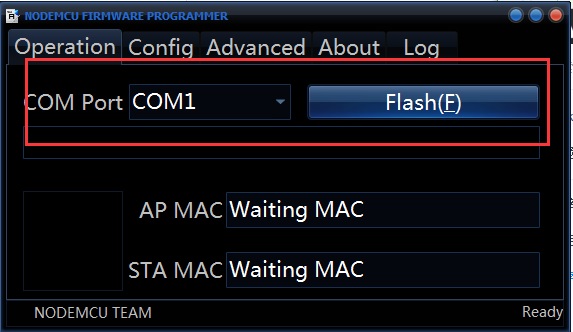 NODEMCU FIRMWARE PROGRAMMER
Operation Config Advanced About Log
COM Port COM1 Flash(F)
AP MAC Waiting MAC
STA MAC Waiting MAC
NODEMCU TEAM Ready